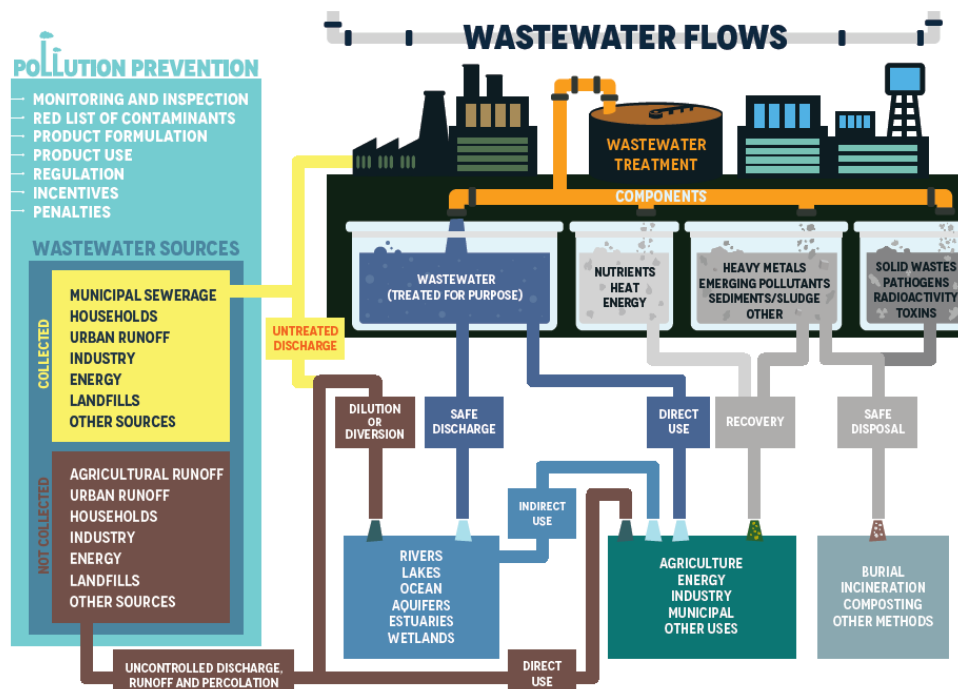 WASTEWATER FLOWS
POLLUTION PREVENTION
MONITORING AND INSPECTION
RED LIST OF CONTAMINANTS
PRODUCT FORMULATION
PRODUCT USE
REGULATION
INCENTIVES
PENALTIES
WASTEWATER SOURCES
COLLECTED
MUNICIPAL SEWERAGE
HOUSEHOLDS
URBAN RUNOFF
INDUSTRY
ENERGY
LANDFILLS
OTHER SOURCES
NOT COLLECTED
AGRICULTURAL RUNOFF
URBAN RUNOFF
HOUSEHOLDS
INDUSTRY
ENERGY
LANDFILLS
OTHER SOURCES
WASTEWATER
TREATMENT
COMPONENTS
WASTEWATER
(TREATED FOR PURPOSE)
NUTRIENTS
HEAT
ENERGY
HEAVY METALS
EMERGING POLLUTANTS
SEDIMENTS/SLUDGE
OTHER
SOLID WASTES
PATHOGENS
RADIOACTIVITY
TOXINS
UNTREATED
DISCHARGE
DILUTION
OR
DIVERSION
SAFE
DISCHARGE
DIRECT
USE
RECOVERY
SAFE
DISPOSAL
INDIRECT
USE
RIVERS
LAKES
OCEAN
AQUIFERS
ESTUARIES
WETLANDS
AGRICULTURE
ENERGY
INDUSTRY
MUNICIPAL
OTHER USES
BURIAL
INCINERATION
COMPOSTING
OTHER METHODS
UNCONTROLLED DISCHARGE,
RUNOFF AND PERCOLATION
DIRECT
USE